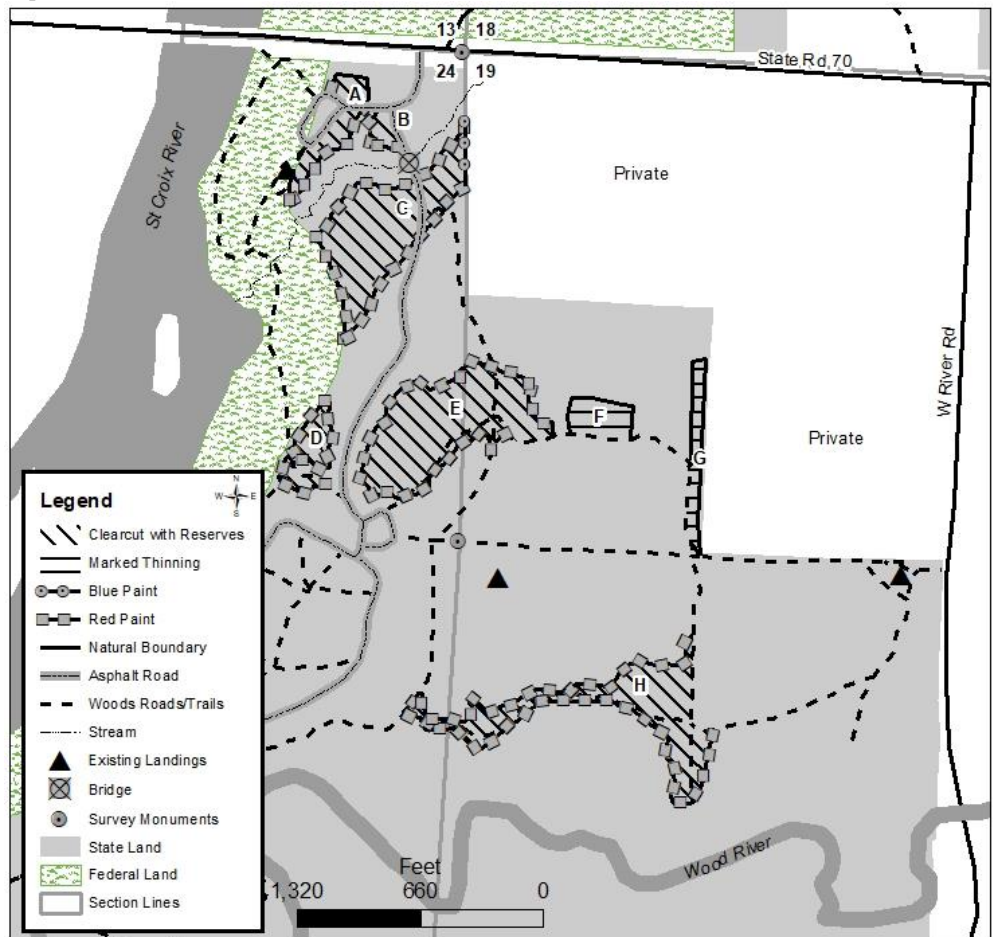 13 18
State Rd,70
24 19
A
B
St Croix River
Private
C
W River Rd
E
F
D
Private
G
Legend
N
W E
S
Clearcut with Reserves
Marked Thinning
Blue Paint
Red Paint
Natural Boundary
Asphalt Road
Woods Roads/Trails
Stream
Existing Landings
Bridge
Survey Monuments
State Land
Federal Land
Section Lines
H
Wood River
Feet
1,320 660 0